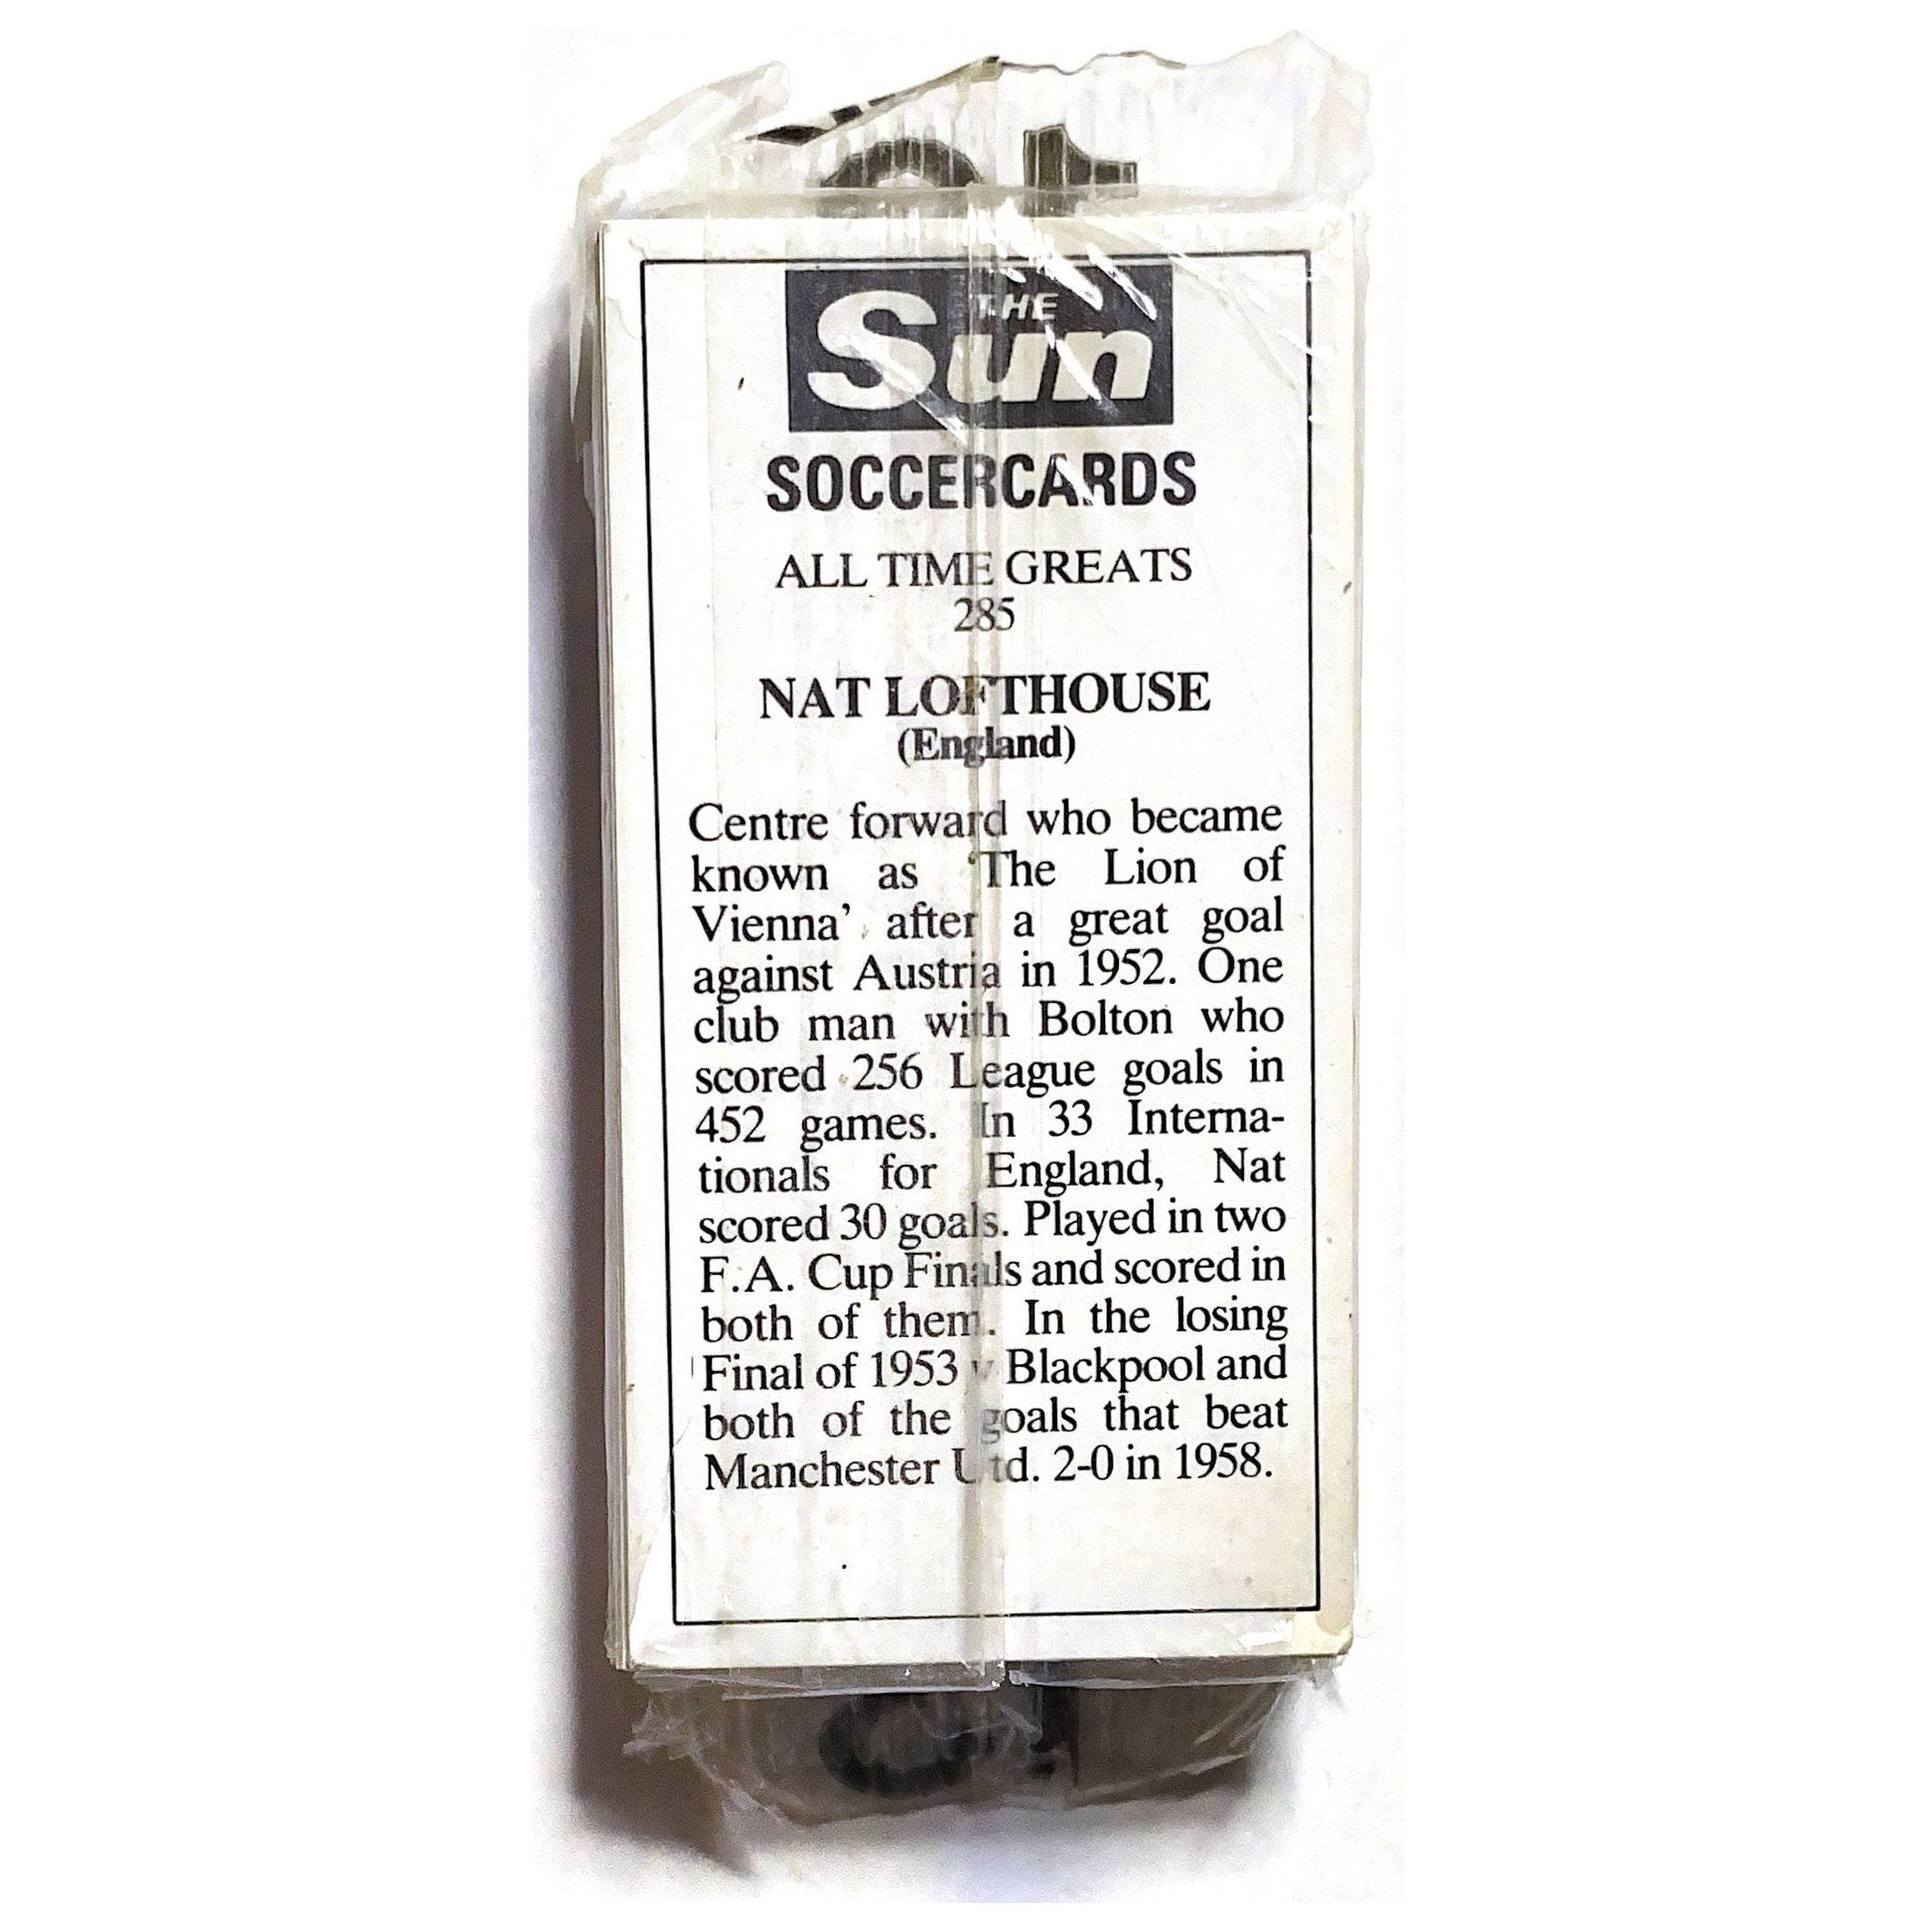 THE
Sun
SOCCERCARDS
ALL TIME GREATS
285
NAT LOFTHOUSE
(England)
Centre forward who became
known as ‘The Lion of
Vienna’ after a great goal
against Austria in 1952. One
club man with Bolton who
scored 256 League goals in
452 games. In 33 Interna-
tionals for England, Nat
scored 30 goals. Played in two
F.A. Cup Finals and scored in
both of them. In the losing
Final of 1953 v Blackpool and
both of the goals that beat
Manchester Utd. 2-0 in 1958.